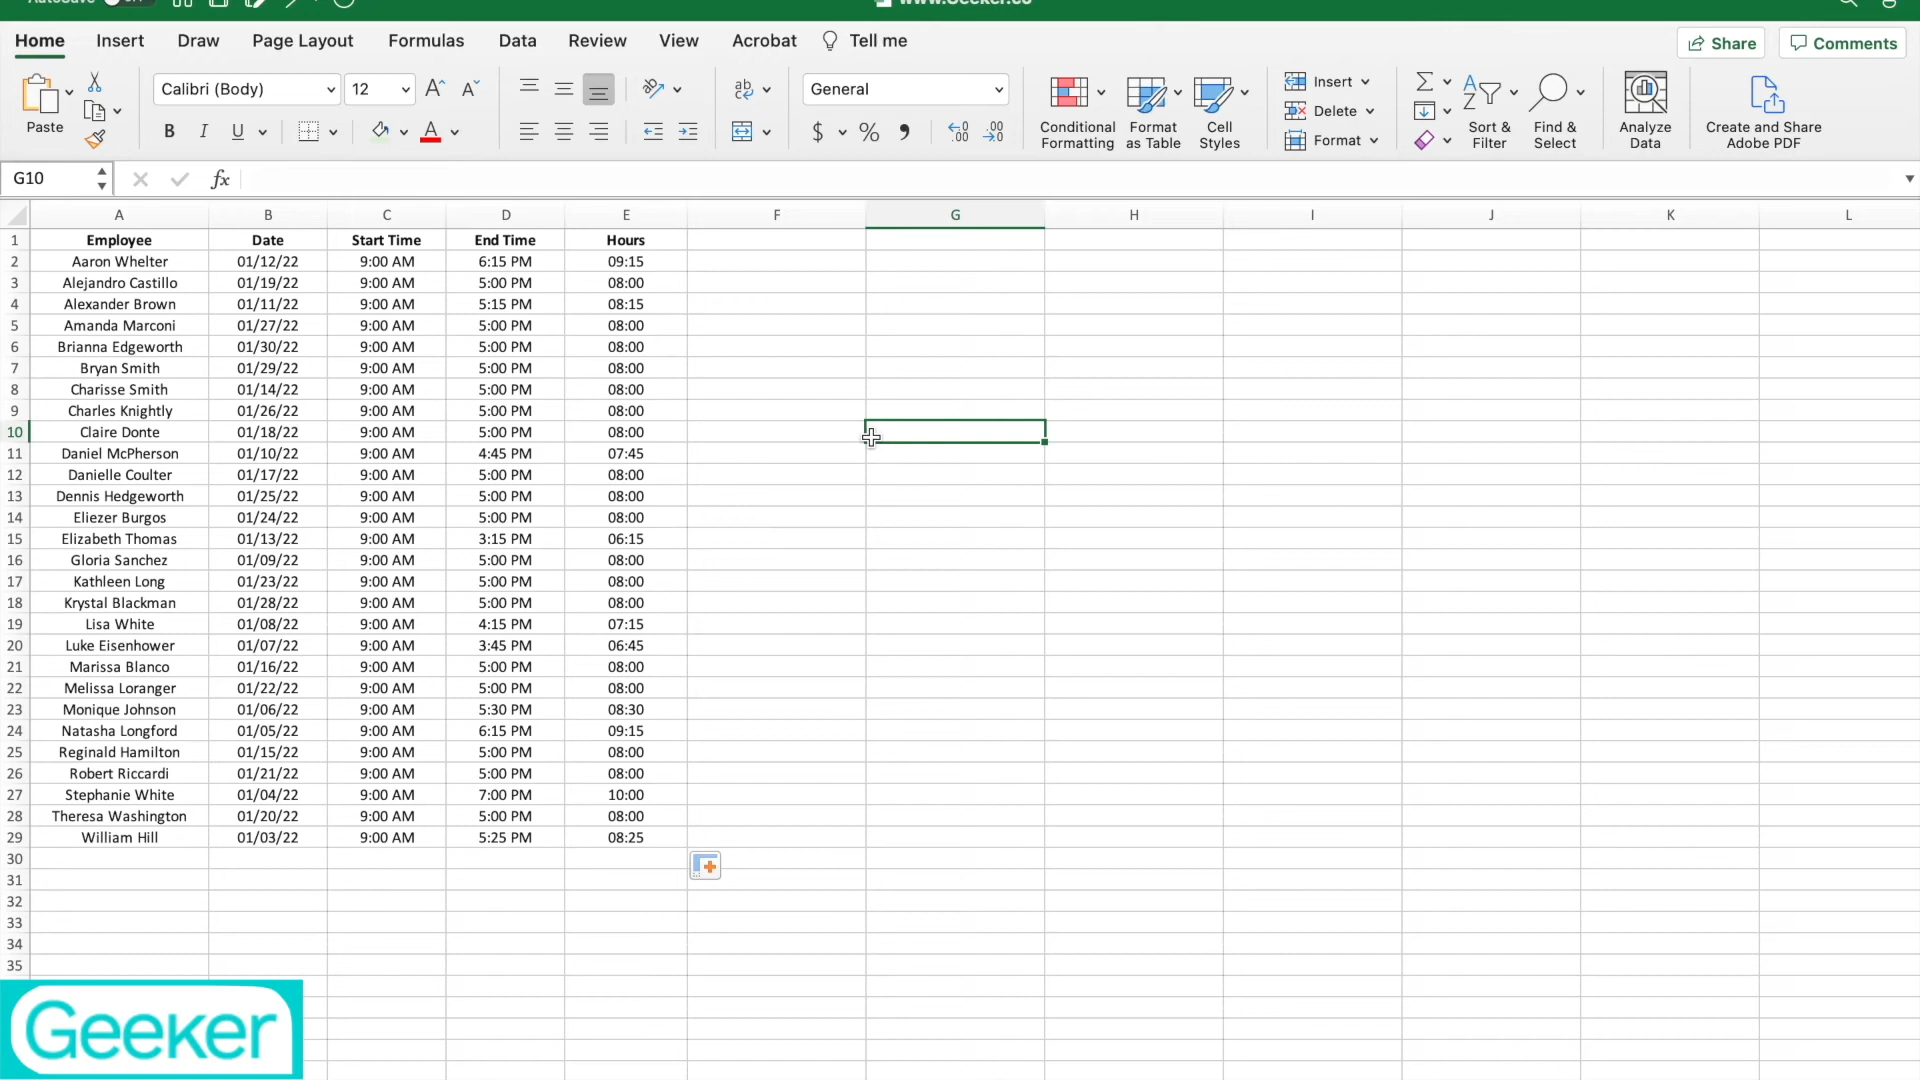 www.Geeker.co
Home Insert Draw Page Layout Formulas Data Review View Acrobat Tell me Share Comments
Paste Calibri (Body) 12 A A ab General Conditional Formatting Format as Table Cell Styles Insert Delete Format Sort & Filter Find & Select Analyze Data Create and Share Adobe PDF
B I U A $ % .00 .00
G10 fx
A B C D E F G H I J K L
1 Employee Date Start Time End Time Hours
2 Aaron Whelter 01/12/22 9:00 AM 6:15 PM 09:15
3 Alejandro Castillo 01/19/22 9:00 AM 5:00 PM 08:00
4 Alexander Brown 01/11/22 9:00 AM 5:15 PM 08:15
5 Amanda Marconi 01/27/22 9:00 AM 5:00 PM 08:00
6 Brianna Edgeworth 01/30/22 9:00 AM 5:00 PM 08:00
7 Bryan Smith 01/29/22 9:00 AM 5:00 PM 08:00
8 Charisse Smith 01/14/22 9:00 AM 5:00 PM 08:00
9 Charles Knightly 01/26/22 9:00 AM 5:00 PM 08:00
10 Claire Donte 01/18/22 9:00 AM 5:00 PM 08:00
11 Daniel McPherson 01/10/22 9:00 AM 4:45 PM 07:45
12 Danielle Coulter 01/17/22 9:00 AM 5:00 PM 08:00
13 Dennis Hedgeworth 01/25/22 9:00 AM 5:00 PM 08:00
14 Eliezer Burgos 01/24/22 9:00 AM 5:00 PM 08:00
15 Elizabeth Thomas 01/13/22 9:00 AM 3:15 PM 06:15
16 Gloria Sanchez 01/09/22 9:00 AM 5:00 PM 08:00
17 Kathleen Long 01/23/22 9:00 AM 5:00 PM 08:00
18 Krystal Blackman 01/28/22 9:00 AM 5:00 PM 08:00
19 Lisa White 01/08/22 9:00 AM 4:15 PM 07:15
20 Luke Eisenhower 01/07/22 9:00 AM 3:45 PM 06:45
21 Marissa Blanco 01/16/22 9:00 AM 5:00 PM 08:00
22 Melissa Loranger 01/22/22 9:00 AM 5:00 PM 08:00
23 Monique Johnson 01/06/22 9:00 AM 5:30 PM 08:30
24 Natasha Longford 01/05/22 9:00 AM 6:15 PM 09:15
25 Reginald Hamilton 01/15/22 9:00 AM 5:00 PM 08:00
26 Robert Riccardi 01/21/22 9:00 AM 5:00 PM 08:00
27 Stephanie White 01/04/22 9:00 AM 7:00 PM 10:00
28 Theresa Washington 01/20/22 9:00 AM 5:00 PM 08:00
29 William Hill 01/03/22 9:00 AM 5:25 PM 08:25
30
31
32
33
34
35
Geeker